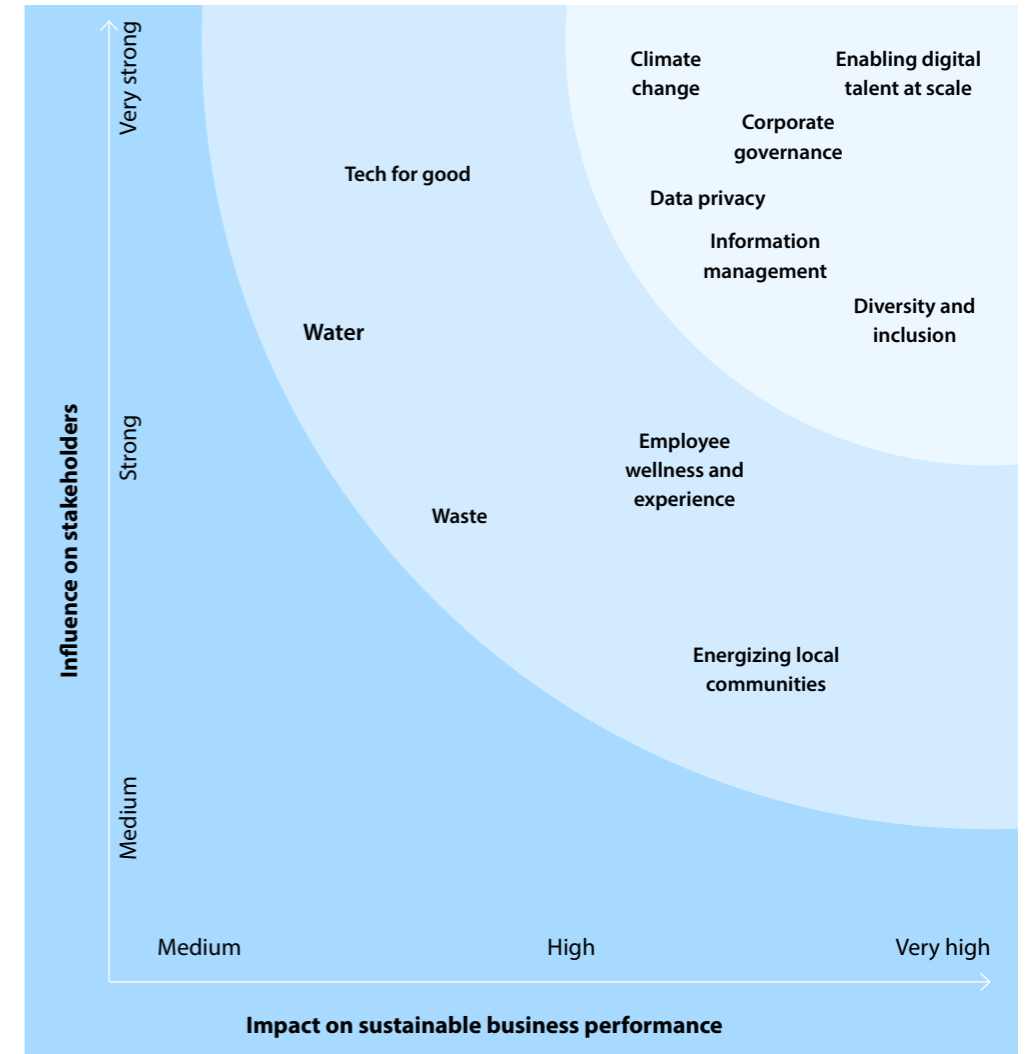 Very strong
Climate
change
Enabling digital
talent at scale
Corporate
governance
Tech for good
Data privacy
Information
management
Diversity and
inclusion
Water
Strong
Influence on stakeholders
Employee
wellness and
experience
Waste
Energizing local
communities
Medium
Medium
High
Very high
Impact on sustainable business performance